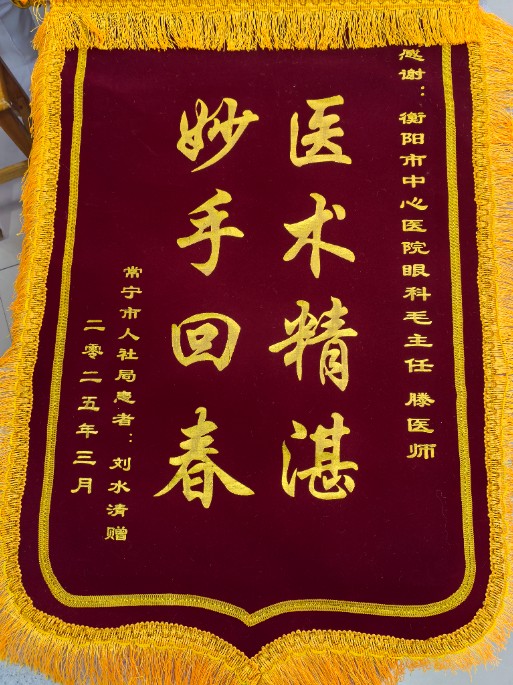 感谢：衡阳市中心医院眼科毛主任 滕医师
医术精湛
妙手回春
常宁市人社局患者：刘水清赠
二零二五年三月